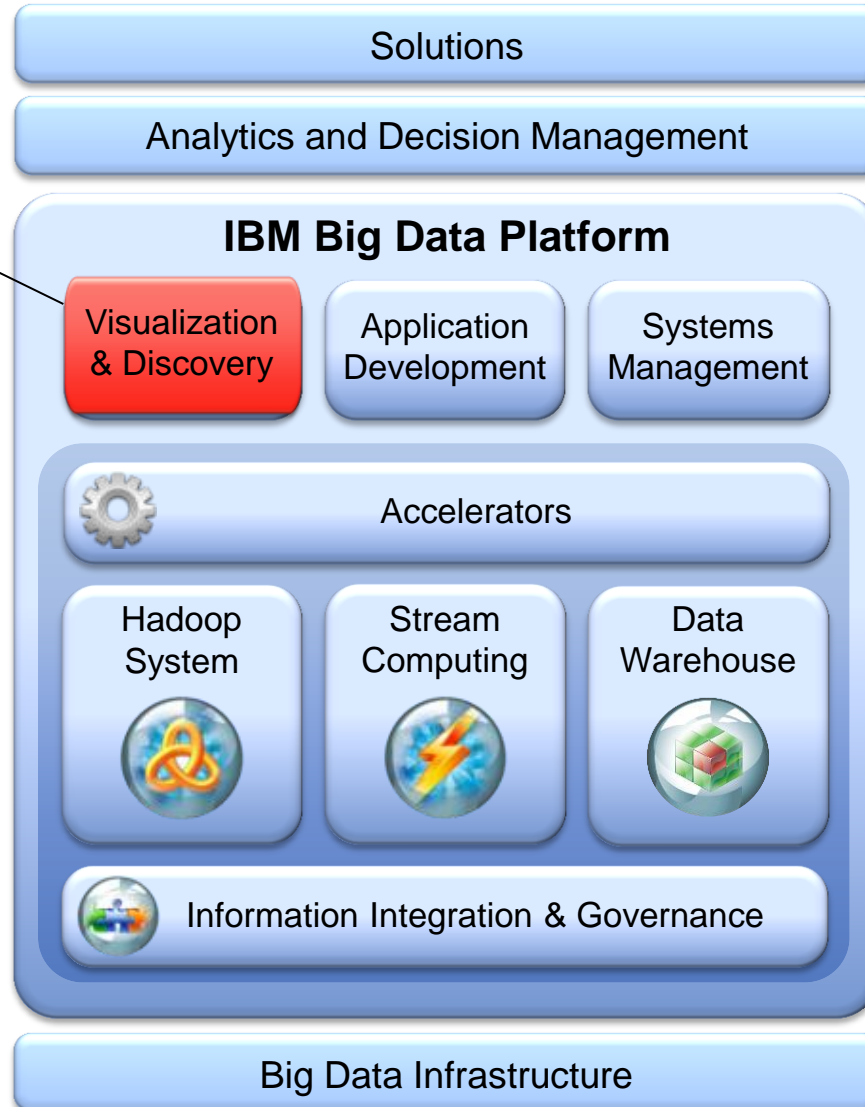 Solutions
Analytics and Decision Management
IBM Big Data Platform
Visualization
& Discovery
Application
Development
Systems
Management
Accelerators
Hadoop
System
Stream
Computing
Data
Warehouse
Information Integration & Governance
Big Data Infrastructure